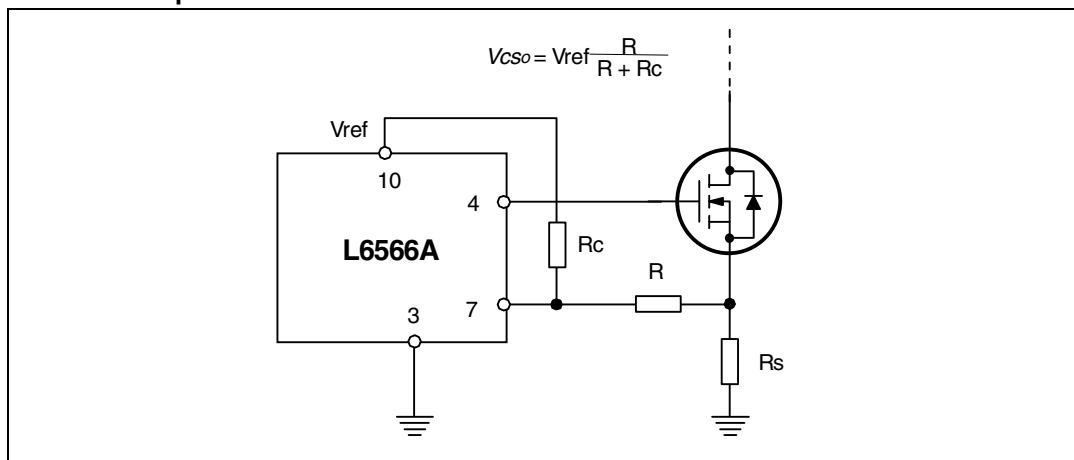 Vcso = Vref R / R + Rc
Vref
10
4
L6566A
Rc
R
7
3
Rs